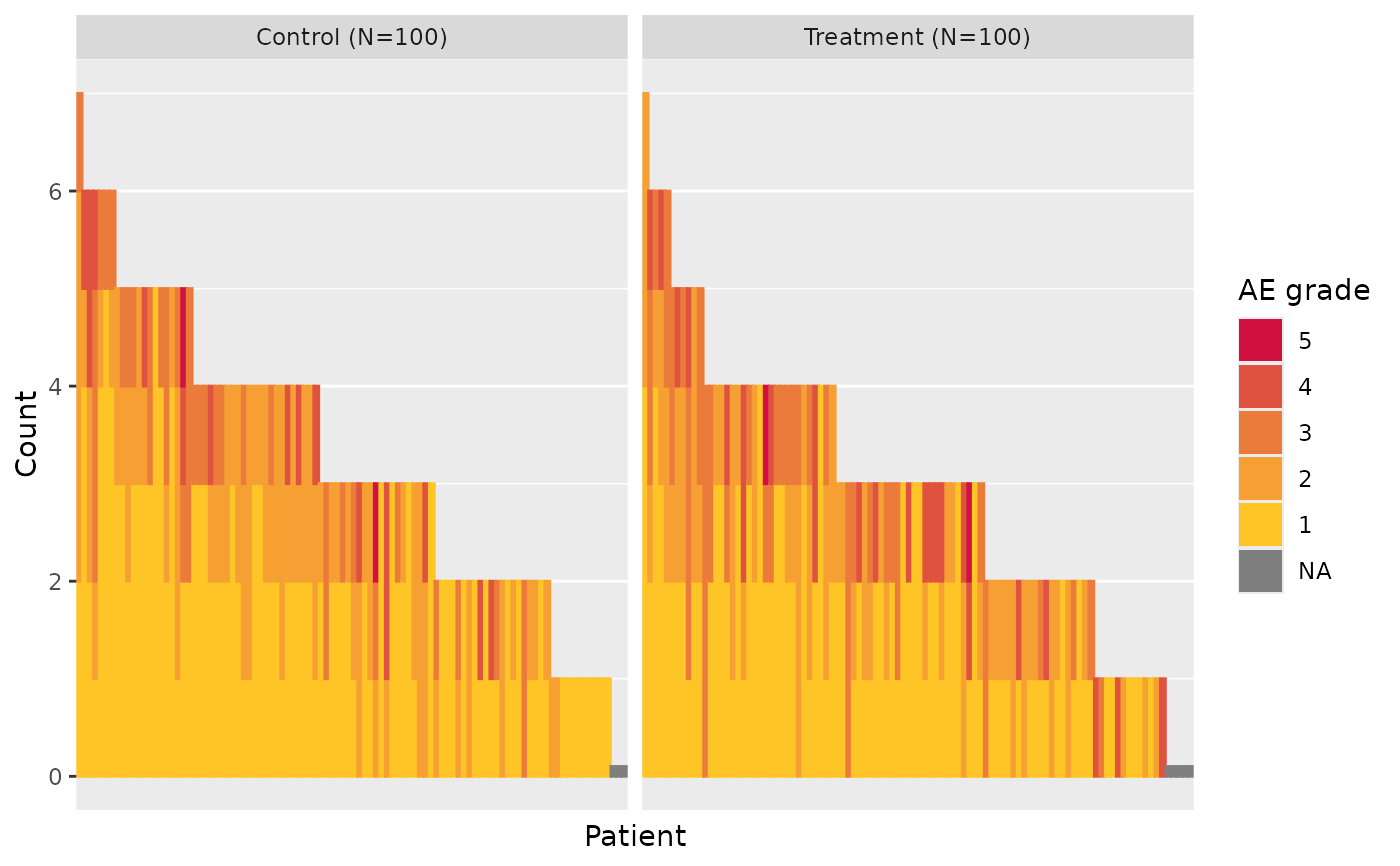 Control (N=100)
Treatment (N=100)
Count
6
4
2
0
Patient
AE grade
5
4
3
2
1
NA